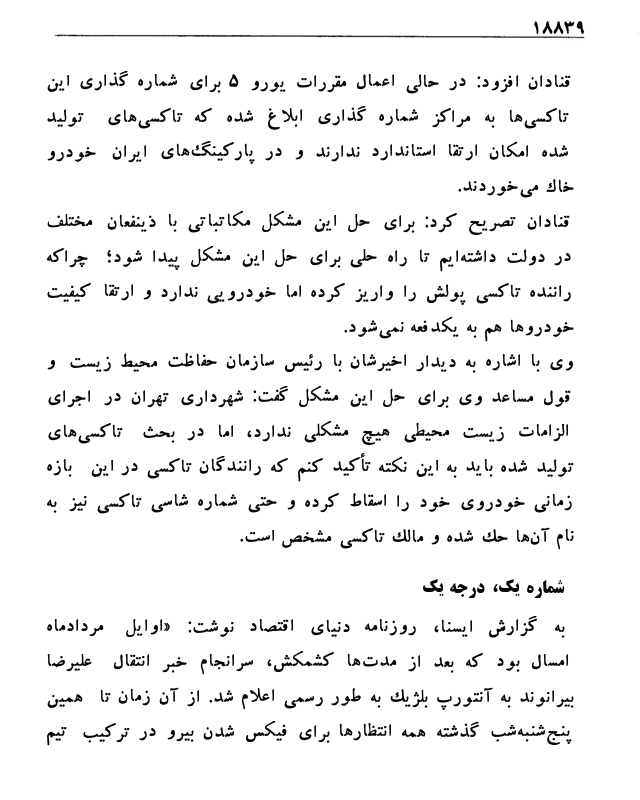 ۱۸۸۳۹
قنادان افزود: در حالی اعمال مقررات یورو ۵ برای شماره گذاری این
تاکسی‌ها به مراکز شماره گذاری ابلاغ شده که تاکسی‌های تولید
شده امکان ارتقا استاندارد ندارند و در پارکینگ‌های ایران خودرو
خاك می‌خوردند.
قنادان تصریح کرد: برای حل این مشکل مکاتباتی با ذینفعان مختلف
در دولت داشته‌ایم تا راه حلی برای حل این مشکل پیدا شود؛ چراکه
راننده تاکسی پولش را واریز کرده اما خودرویی ندارد و ارتقا کیفیت
خودروها هم به یکدفعه نمی‌شود.
وی با اشاره به دیدار اخیرشان با رئیس سازمان حفاظت محیط زیست و
قول مساعد وی برای حل این مشکل گفت: شهرداری تهران در اجرای
الزامات زیست محیطی هیچ مشکلی ندارد، اما در بحث تاکسی‌های
تولید شده باید به این نکته تأکید کنم که رانندگان تاکسی در این بازه
زمانی خودروی خود را اسقاط کرده و حتی شماره شاسی تاکسی نیز به
نام آن‌ها حك شده و مالك تاکسی مشخص است.
شماره یک، درجه یک
به گزارش ایسنا، روزنامه دنیای اقتصاد نوشت: «اوایل مردادماه
امسال بود که بعد از مدت‌ها کشمکش، سرانجام خبر انتقال علیرضا
بیرانوند به آنتورپ بلژيك به طور رسمی اعلام شد. از آن زمان تا همین
پنج‌شنبه‌شب گذشته همه انتظارها برای فیکس شدن بیرو در ترکیب تیم